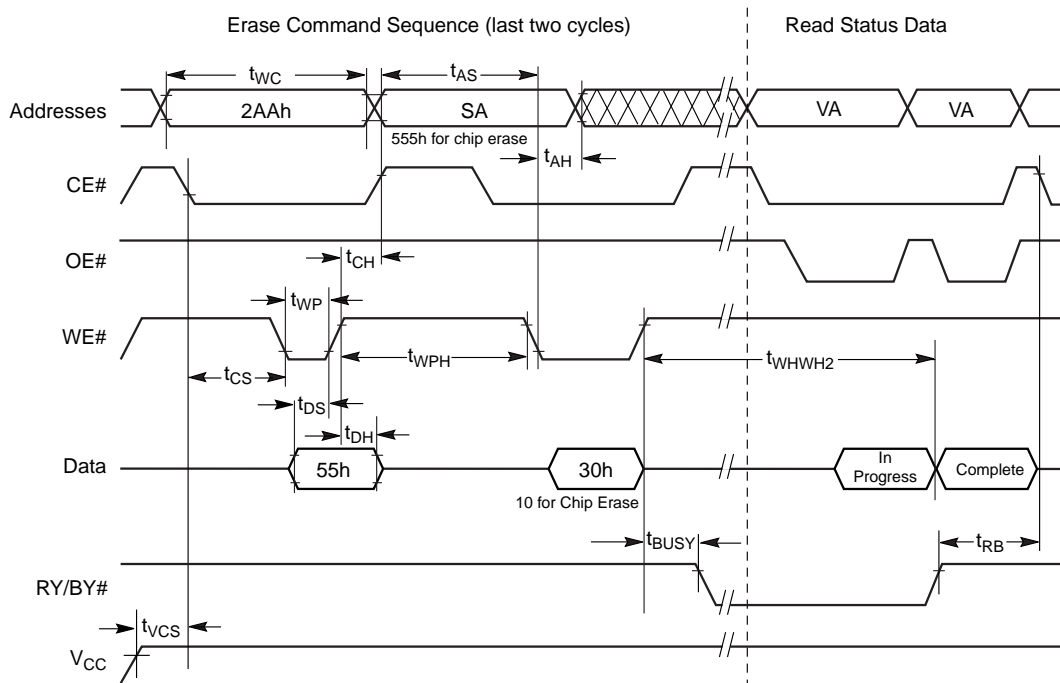 Erase Command Sequence (last two cycles)
Read Status Data
tWC
tAS
Addresses
2AAh
SA
VA
VA
555h for chip erase
tAH
CE#
OE#
tCH
tWP
WE#
tWPH
tWHWH2
tCS
tDS
tDH
Data
55h
30h
In
Progress
Complete
10 for Chip Erase
tBUSY
tRB
RY/BY#
tVCS
VCC